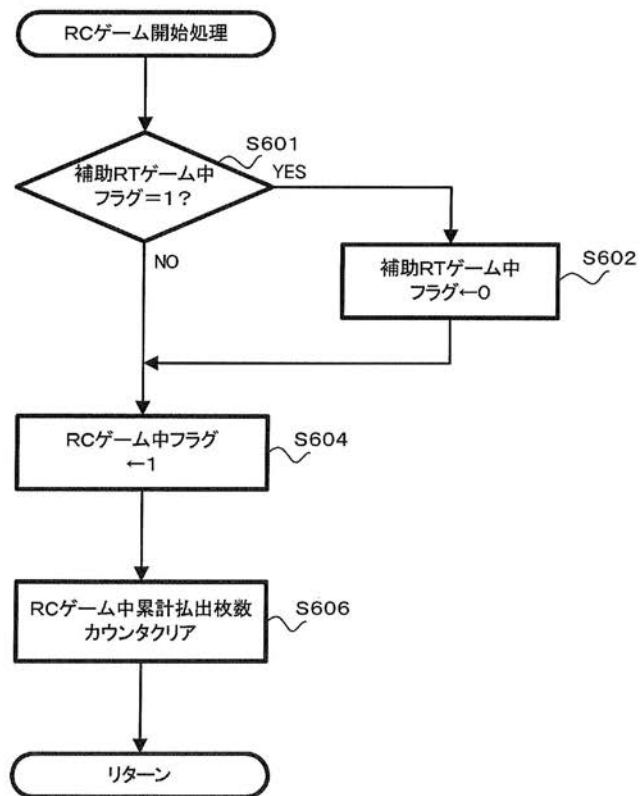 RCゲーム開始処理
S601
補助RTゲーム中
フラグ＝1？
YES
NO
S602
補助RTゲーム中
フラグ←0
RCゲーム中フラグ
←1
S604
RCゲーム中累計払出枚数
カウンタクリア
S606
リターン